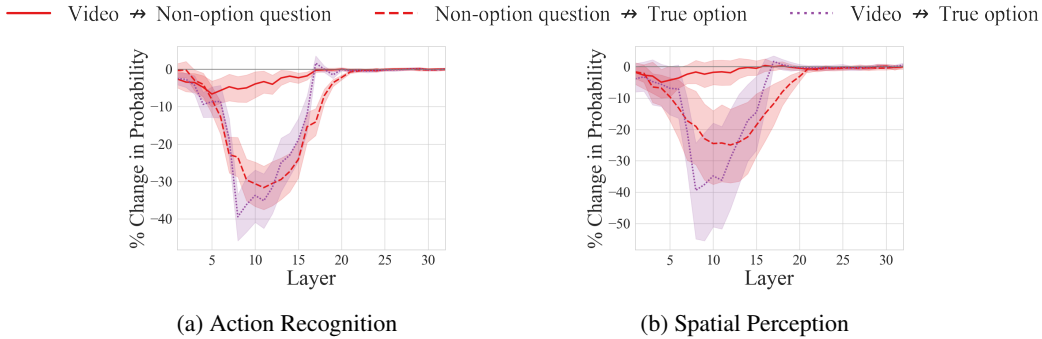 Video ↛ Non-option question Non-option question ↛ True option Video ↛ True option
% Change in Probability
0
−10
−20
−30
−40
5 10 15 20 25 30
Layer
(a) Action Recognition
% Change in Probability
0
−10
−20
−30
−40
−50
5 10 15 20 25 30
Layer
(b) Spatial Perception